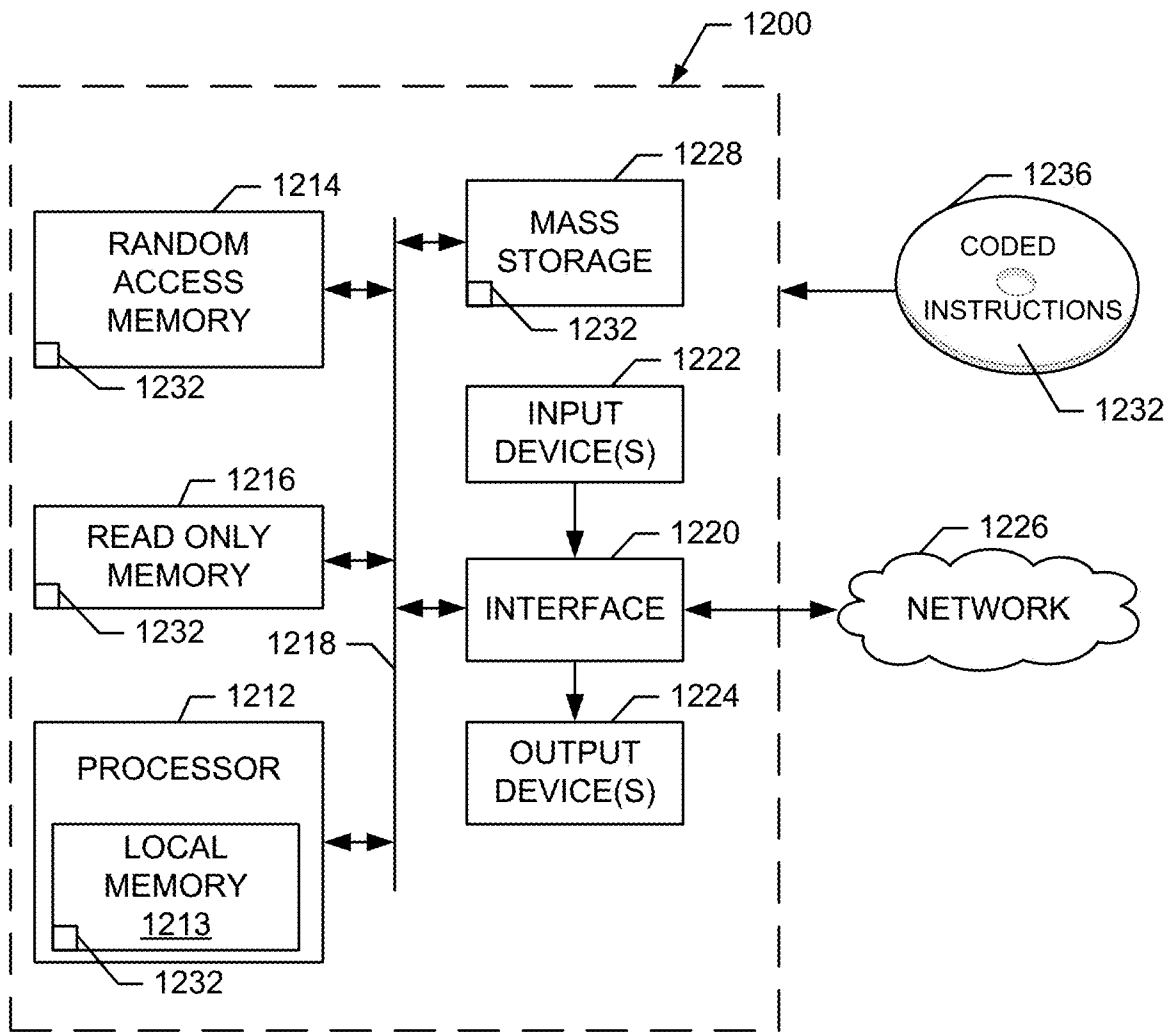 1200
1214
RANDOM
ACCESS
MEMORY
1232
1228
MASS
STORAGE
1232
1236
CODED
INSTRUCTIONS
1232
1222
INPUT
DEVICE(S)
1216
READ ONLY
MEMORY
1232
1220
INTERFACE
1226
NETWORK
1218
1212
PROCESSOR
LOCAL
MEMORY
1213
1232
1224
OUTPUT
DEVICE(S)